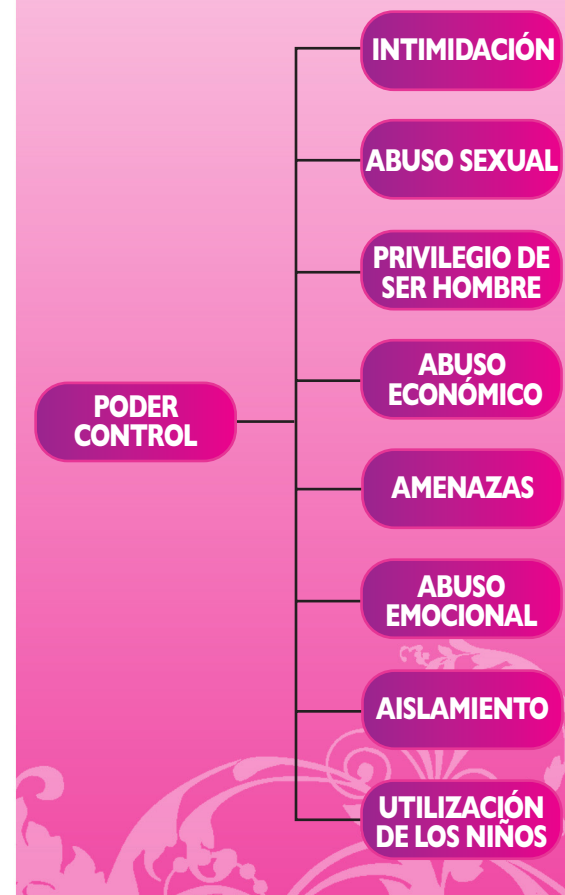 INTIMIDACIÓN
ABUSO SEXUAL
PRIVILEGIO DE
SER HOMBRE
ABUSO
ECONÓMICO
PODER
CONTROL
AMENAZAS
ABUSO
EMOCIONAL
AISLAMIENTO
UTILIZACIÓN
DE LOS NIÑOS